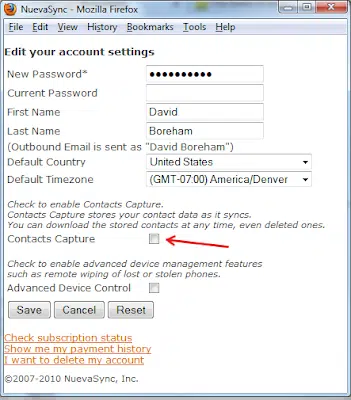 NuevaSync - Mozilla Firefox
File Edit View History Bookmarks Tools Help
Edit your account settings
New Password* ••••••••••
Current Password
First Name David
Last Name Boreham
(Outbound Email is sent as "David Boreham")
Default Country United States
Default Timezone (GMT-07:00) America/Denver
Check to enable Contacts Capture.
Contacts Capture stores your contact data as it syncs.
You can download the stored contacts at any time, even deleted ones.
Contacts Capture
Check to enable advanced device management features
such as remote wiping of lost or stolen phones.
Advanced Device Control
Save Cancel Reset
Check subscription status
Show me my payment history
I want to delete my account
©2007-2010 NuevaSync, Inc.